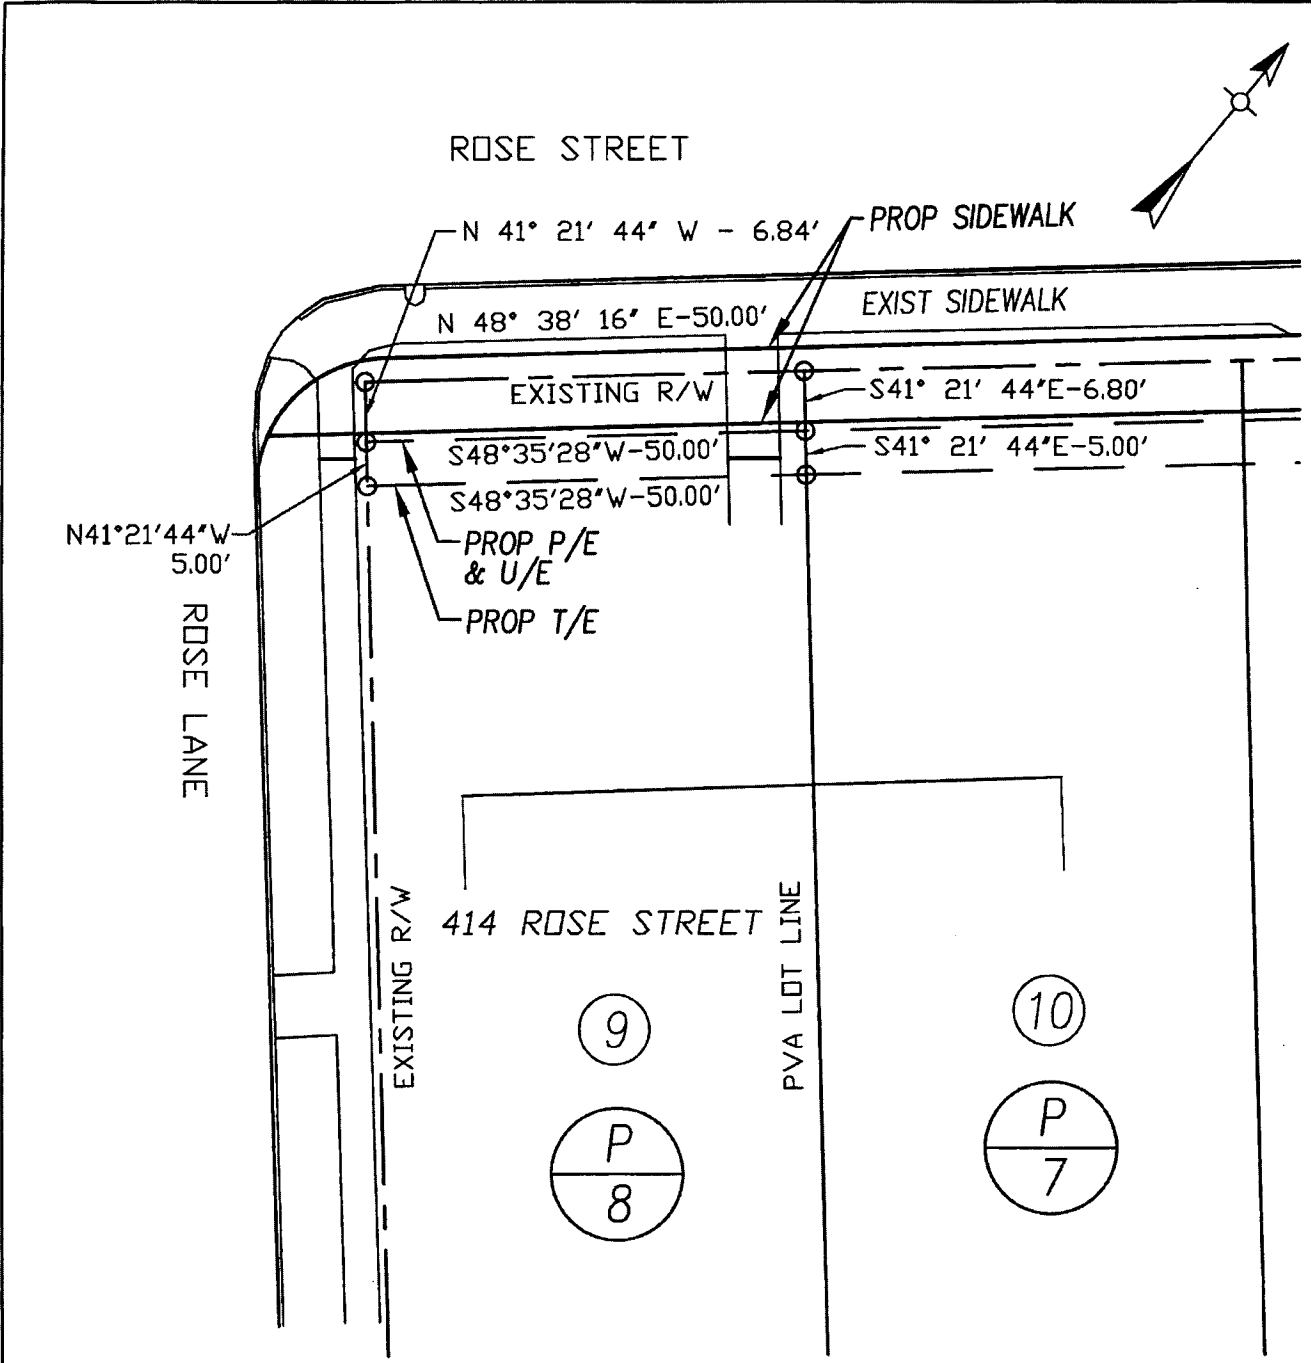 ROSE STREET
N 41° 21' 44" W - 6.84'
PROP SIDEWALK
EXIST SIDEWALK
N 48° 38' 16" E-50.00'
EXISTING R/W
S41° 21' 44"E-6.80'
S48°35'28"W-50.00'
S41° 21' 44"E-5.00'
S48°35'28"W-50.00'
N41°21'44"W
5.00'
PROP P/E
& U/E
PROP T/E
ROSE LANE
414 ROSE STREET
EXISTING R/W
PVA LOT LINE
9
10
P
8
P
7